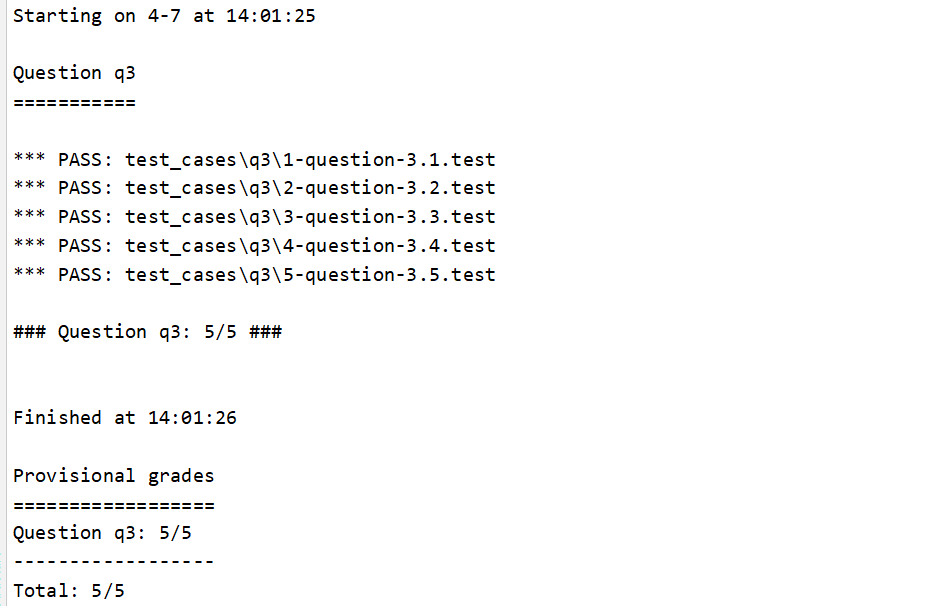 Starting on 4-7 at 14:01:25
Question q3
===========
*** PASS: test_cases\q3\1-question-3.1.test
*** PASS: test_cases\q3\2-question-3.2.test
*** PASS: test_cases\q3\3-question-3.3.test
*** PASS: test_cases\q3\4-question-3.4.test
*** PASS: test_cases\q3\5-question-3.5.test
### Question q3: 5/5 ###
Finished at 14:01:26
Provisional grades
==================
Question q3: 5/5
------------------
Total: 5/5